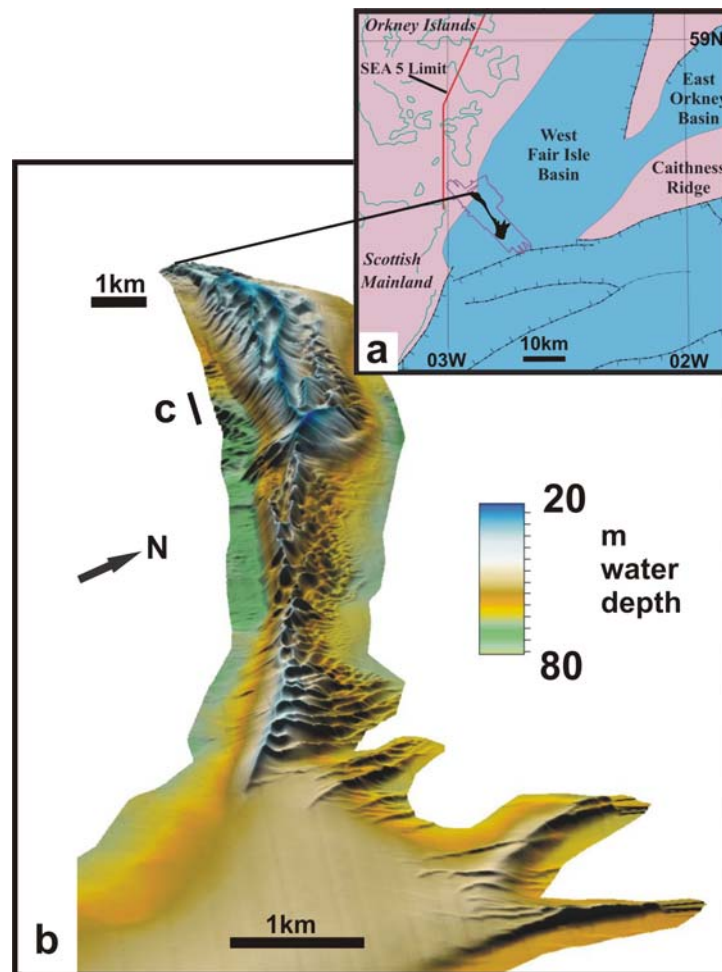 Orkney Islands
59N
SEA 5 Limit
East
Orkney
Basin
West
Fair Isle
Basin
Caithness
Ridge
Scottish
Mainland
a
03W
10km
02W
1km
c
N
20
m
water
depth
80
1km
b